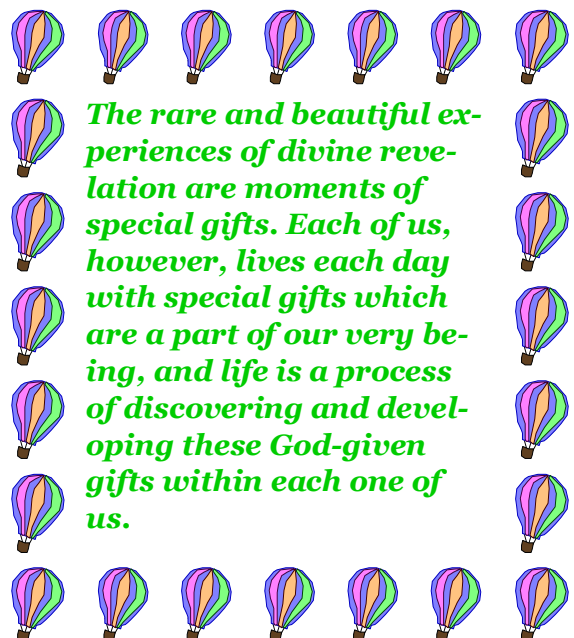 The rare and beautiful ex-
periences of divine reve-
lation are moments of
special gifts. Each of us,
however, lives each day
with special gifts which
are a part of our very be-
ing, and life is a process
of discovering and devel-
oping these God-given
gifts within each one of
us.